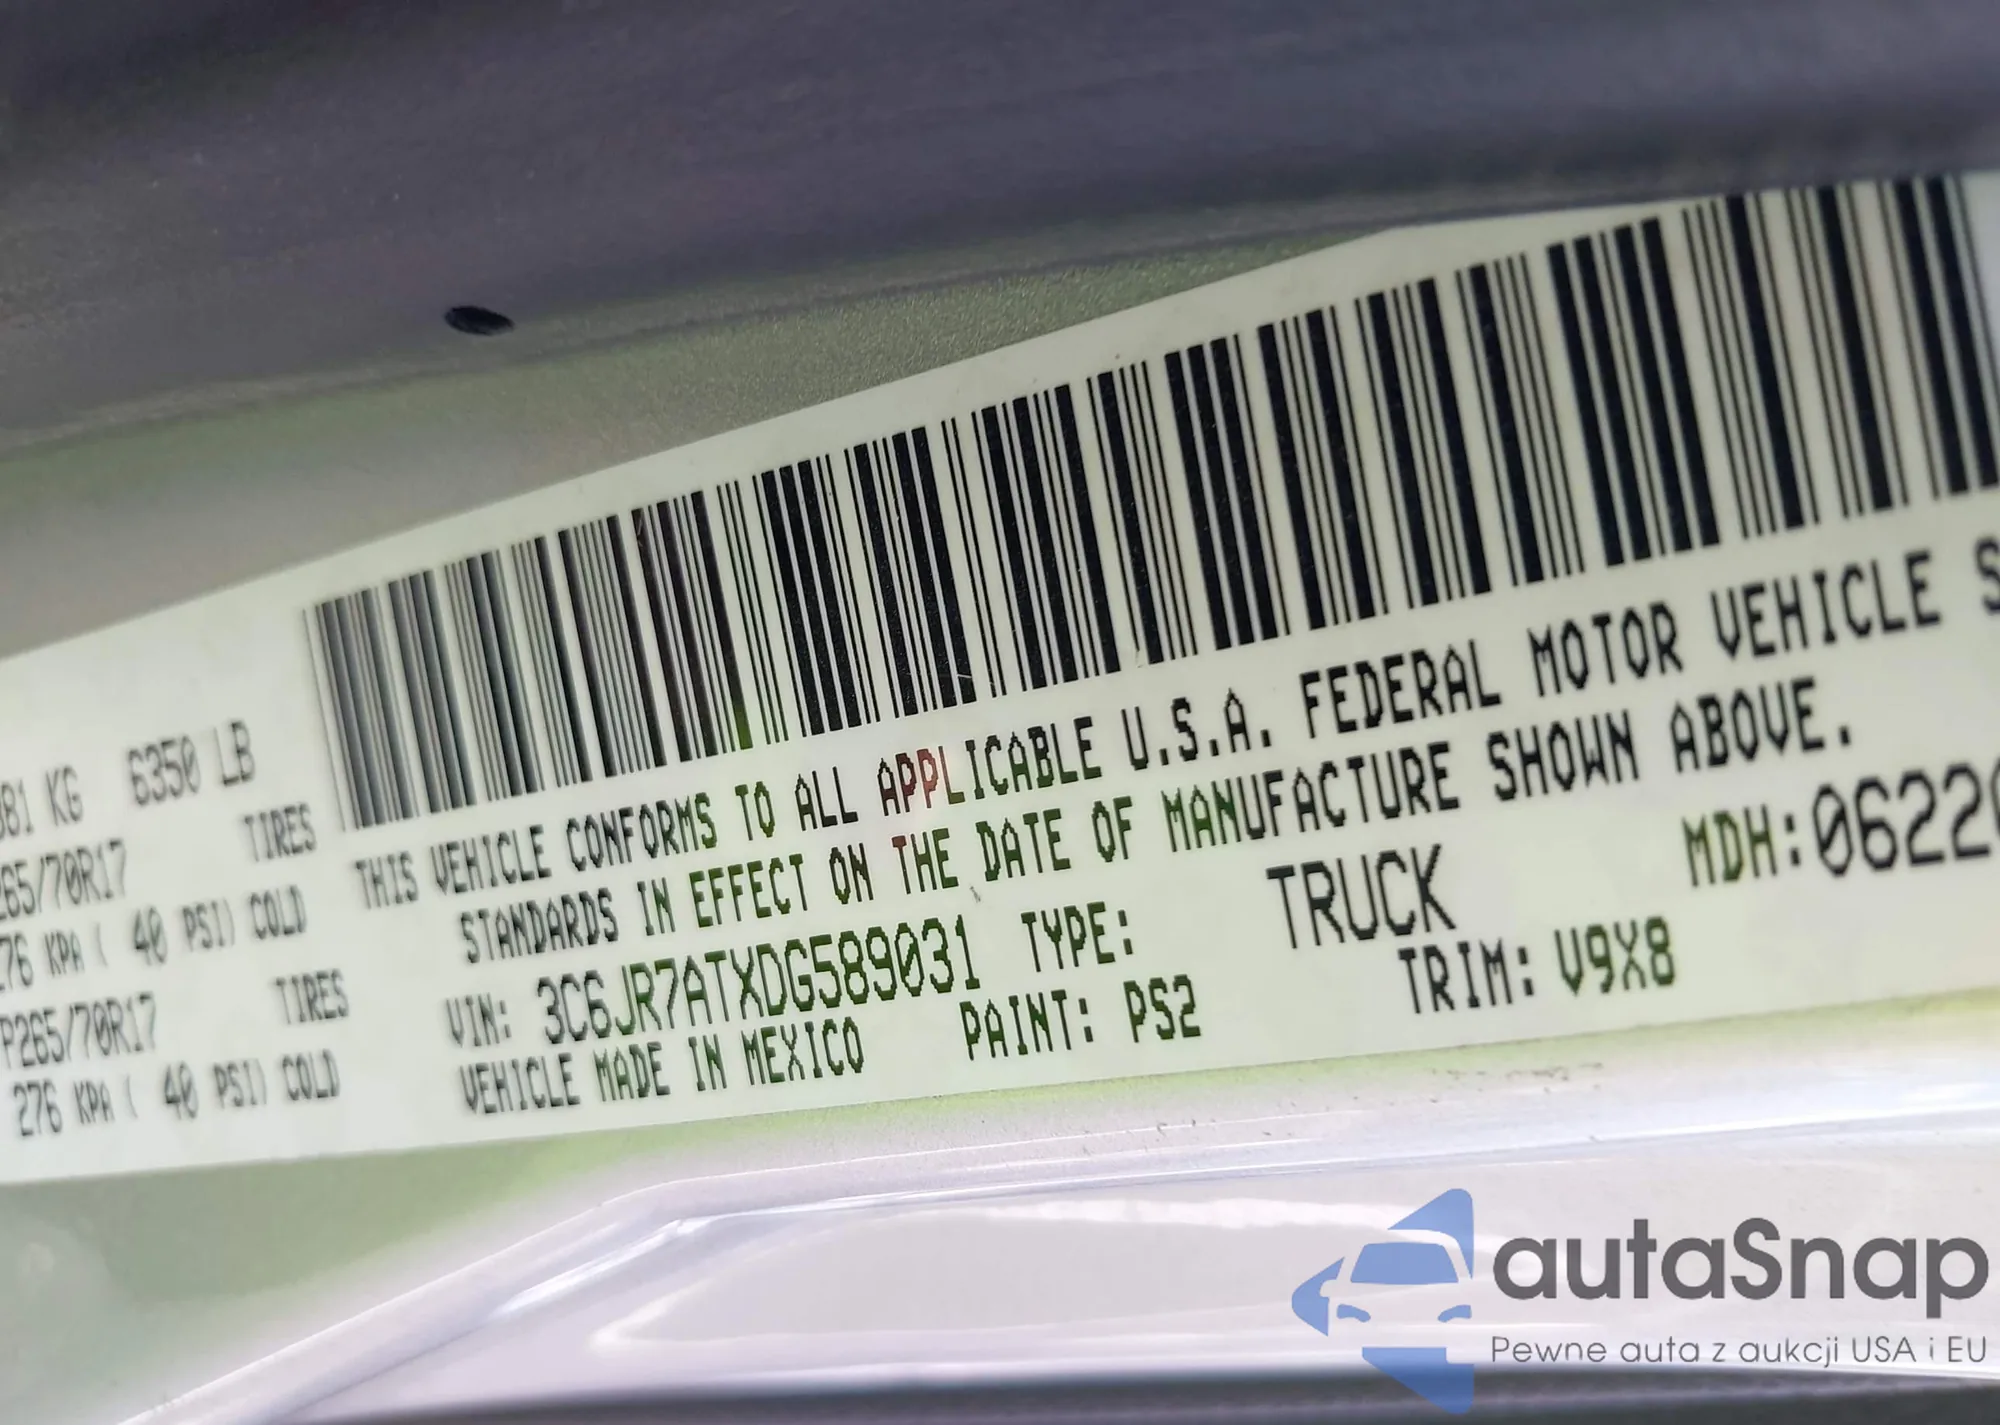 6350 LB
81 KG
TIRES
265/70R17
76 KPA ( 40 PSI) COLD
TIRES
P265/70R17
276 KPA ( 40 PSI) COLD
THIS VEHICLE CONFORMS TO ALL APPLICABLE U.S.A. FEDERAL MOTOR VEHICLE S
STANDARDS IN EFFECT ON THE DATE OF MANUFACTURE SHOWN ABOVE.
VIN: 3C6JR7ATXDG589031 TYPE: TRUCK MDH:0622
VEHICLE MADE IN MEXICO PAINT: PS2 TRIM: V9X8
autaSnap
Pewne auta z aukcji USA i EU